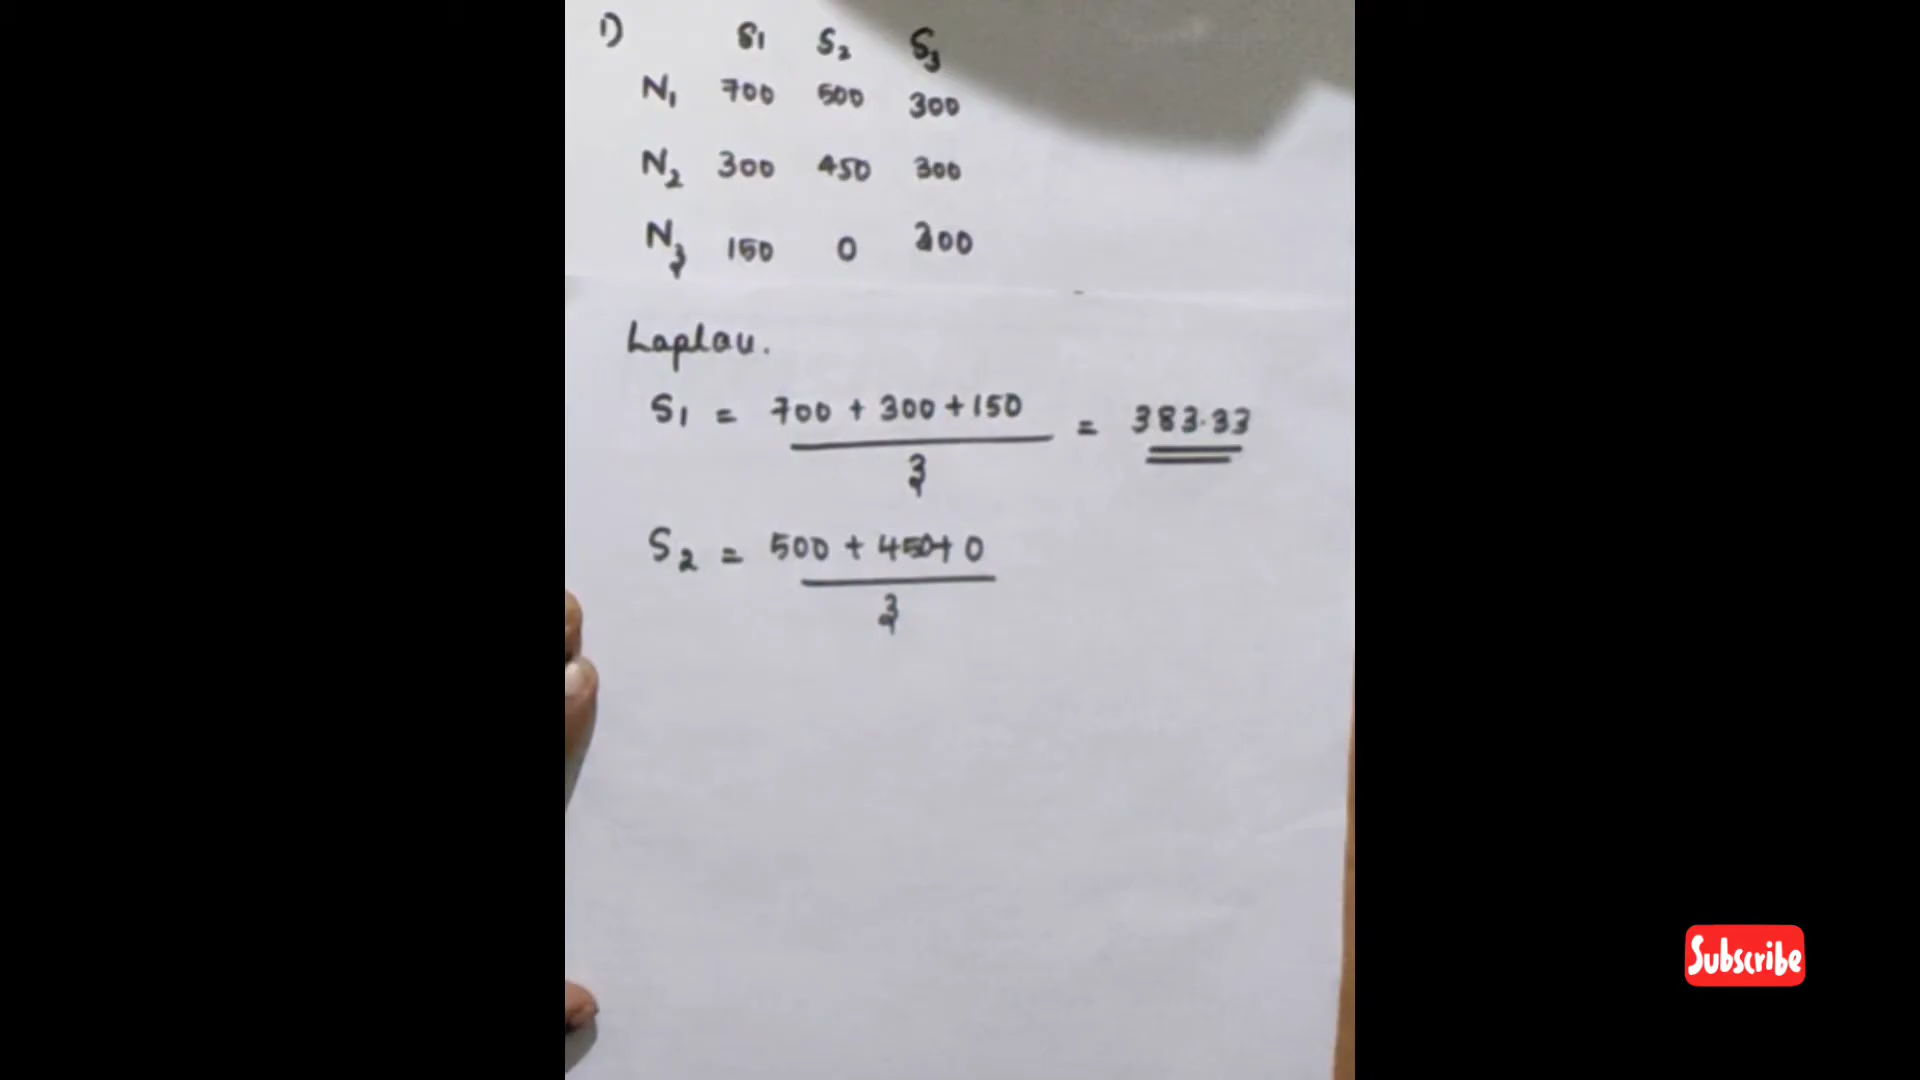 1) S1 S2 S3
N1 700 500 300
N2 300 450 300
N3 150 0 300
Laplau.
S1 = 700 + 300 + 150 = 383.33
3
S2 = 500 + 450 + 0
3
Subscribe